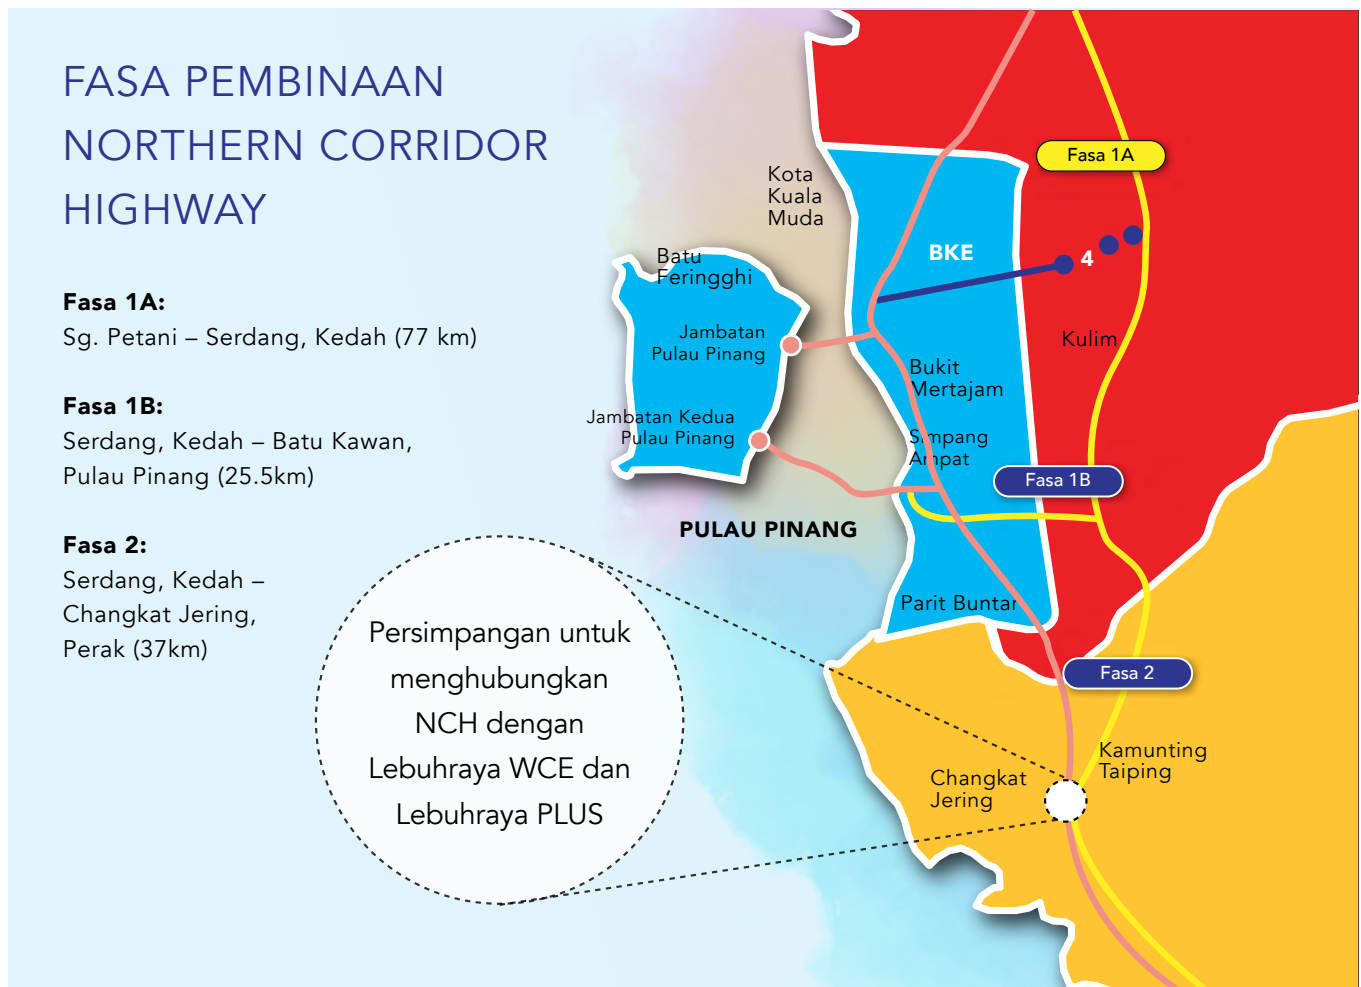 FASA PEMBINAAN
NORTHERN CORRIDOR
HIGHWAY
Fasa 1A:
Sg. Petani – Serdang, Kedah (77 km)
Fasa 1B:
Serdang, Kedah – Batu Kawan,
Pulau Pinang (25.5km)
Fasa 2:
Serdang, Kedah –
Changkat Jering,
Perak (37km)
Persimpangan untuk
menghubungkan
NCH dengan
Lebuhraya WCE dan
Lebuhraya PLUS
Fasa 1A
Kota
Kuala
Muda
BKE
4
Batu
Feringghi
Jambatan
Pulau Pinang
Kulim
Bukit
Mertajam
Jambatan Kedua
Pulau Pinang
Simpang
Ampat
Fasa 1B
PULAU PINANG
Parit Buntar
Fasa 2
Kamunting
Taiping
Changkat
Jering